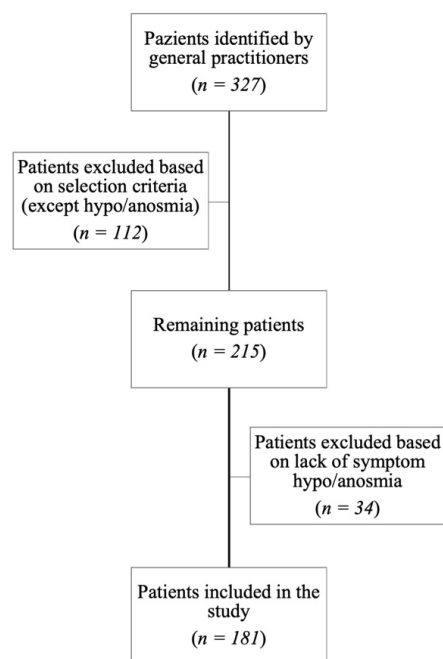 Pazients identified by
general practitioners
(n = 327)
Patients excluded based
on selection criteria
(except hypo/anosmia)
(n = 112)
Remaining patients
(n = 215)
Patients excluded based
on lack of symptom
hypo/anosmia
(n = 34)
Patients included in the
study
(n = 181)